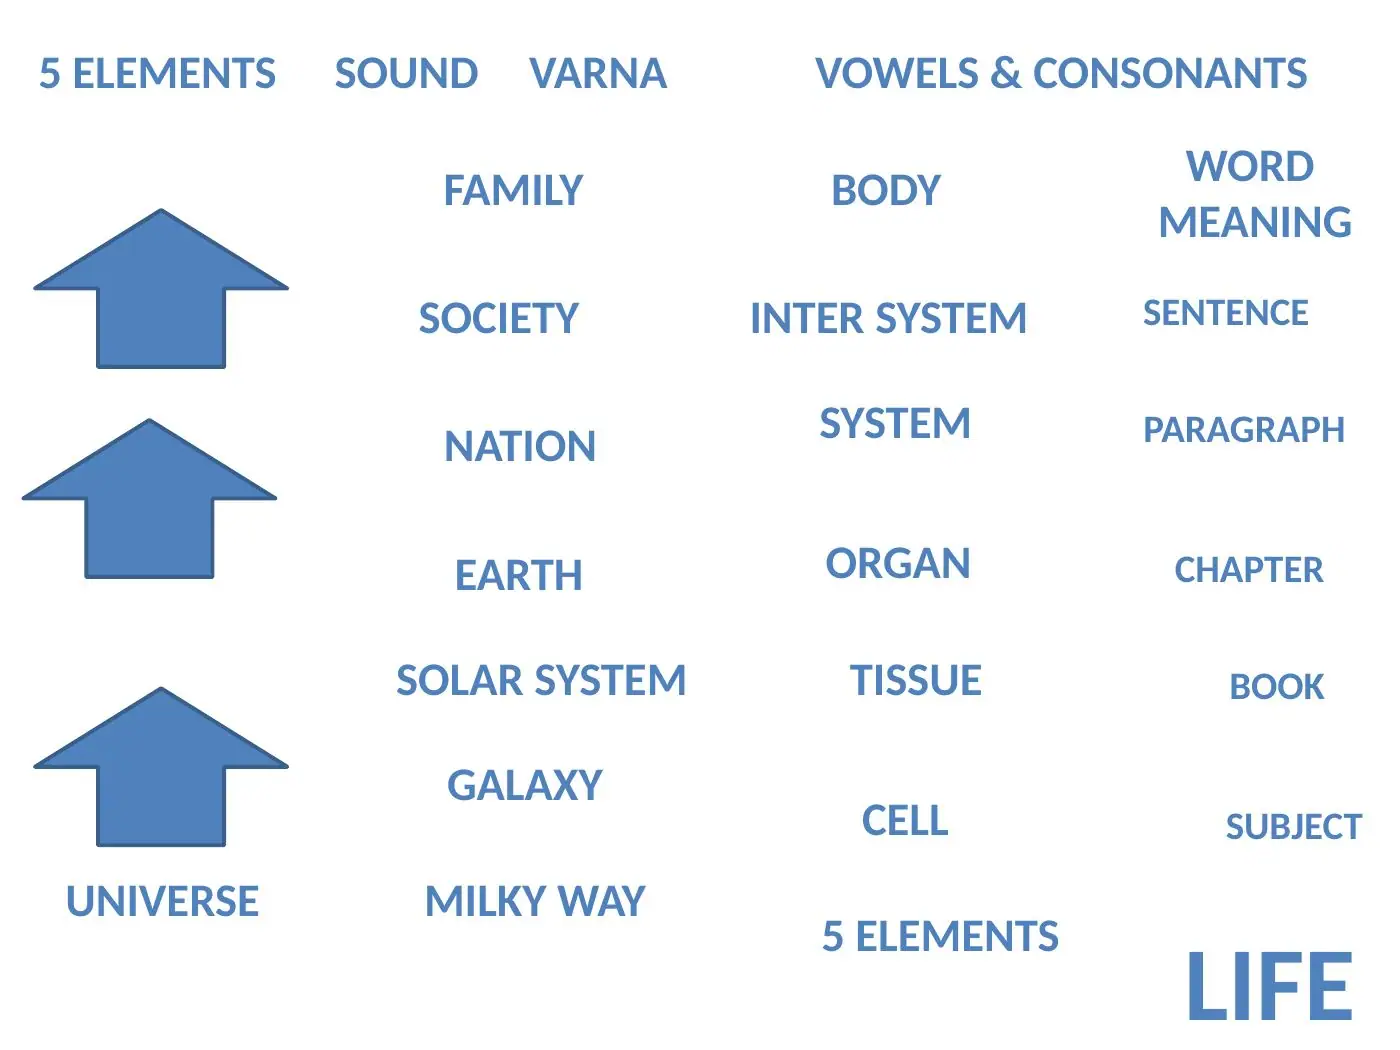 5 ELEMENTS SOUND VARNA VOWELS & CONSONANTS
FAMILY BODY WORD
MEANING
SOCIETY INTER SYSTEM SENTENCE
NATION SYSTEM PARAGRAPH
EARTH ORGAN CHAPTER
SOLAR SYSTEM TISSUE BOOK
GALAXY CELL SUBJECT
UNIVERSE MILKY WAY
5 ELEMENTS
LIFE